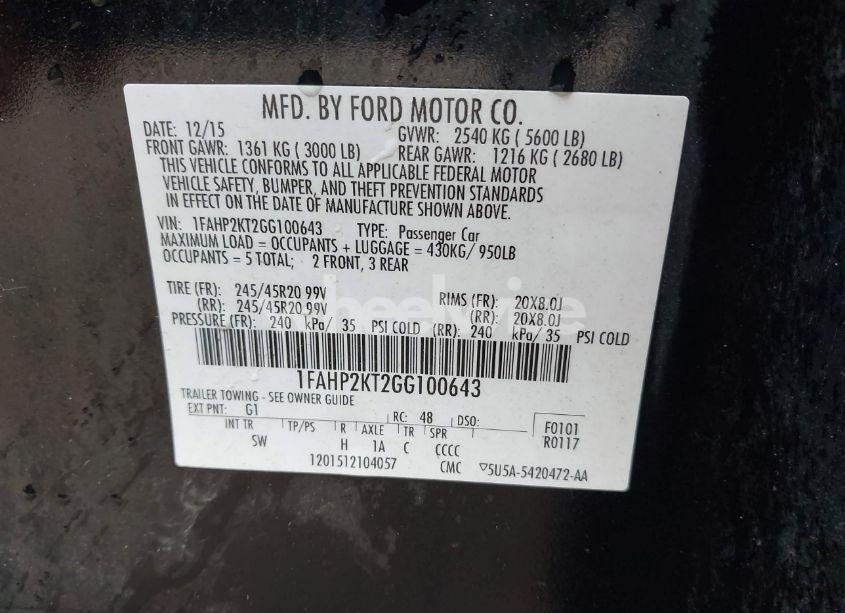 MFD. BY FORD MOTOR CO.
DATE: 12/15 GVWR: 2540 KG ( 5600 LB)
FRONT GAWR: 1361 KG ( 3000 LB) REAR GAWR: 1216 KG ( 2680 LB)
THIS VEHICLE CONFORMS TO ALL APPLICABLE FEDERAL MOTOR
VEHICLE SAFETY, BUMPER, AND THEFT PREVENTION STANDARDS
IN EFFECT ON THE DATE OF MANUFACTURE SHOWN ABOVE.
VIN: 1FAHP2KT2GG100643 TYPE: Passenger Car
MAXIMUM LOAD = OCCUPANTS + LUGGAGE = 430KG/ 950LB
OCCUPANTS = 5 TOTAL; 2 FRONT, 3 REAR
TIRE (FR): 245/45R20 99V RIMS (FR): 20X8.0J
(RR): 245/45R20 99V (RR): 20X8.0J
PRESSURE (FR): 240 kPa/ 35 PSI COLD (RR): 240 kPa/ 35 PSI COLD
1FAHP2KT2GG100643
TRAILER TOWING - SEE OWNER GUIDE
EXT PNT: G1 RC: 48 DSO: F0101
INT TR TP/PS R AXLE TR SPR R0117
SW H 1A C CCCC
1201512104057 CMC ▽5U5A-5420472-AA